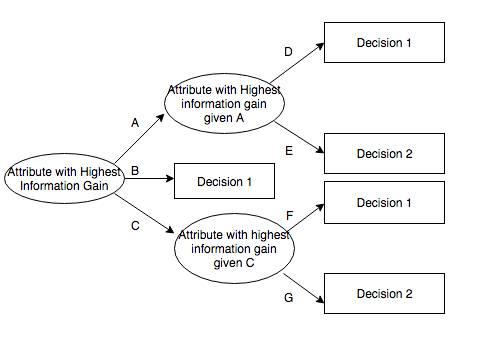 D
Decision 1
Attribute with Highest
information gain
given A
A
E
Decision 2
Attribute with Highest
Information Gain
B
Decision 1
Decision 1
C
F
Attribute with highest
information gain
given C
G
Decision 2